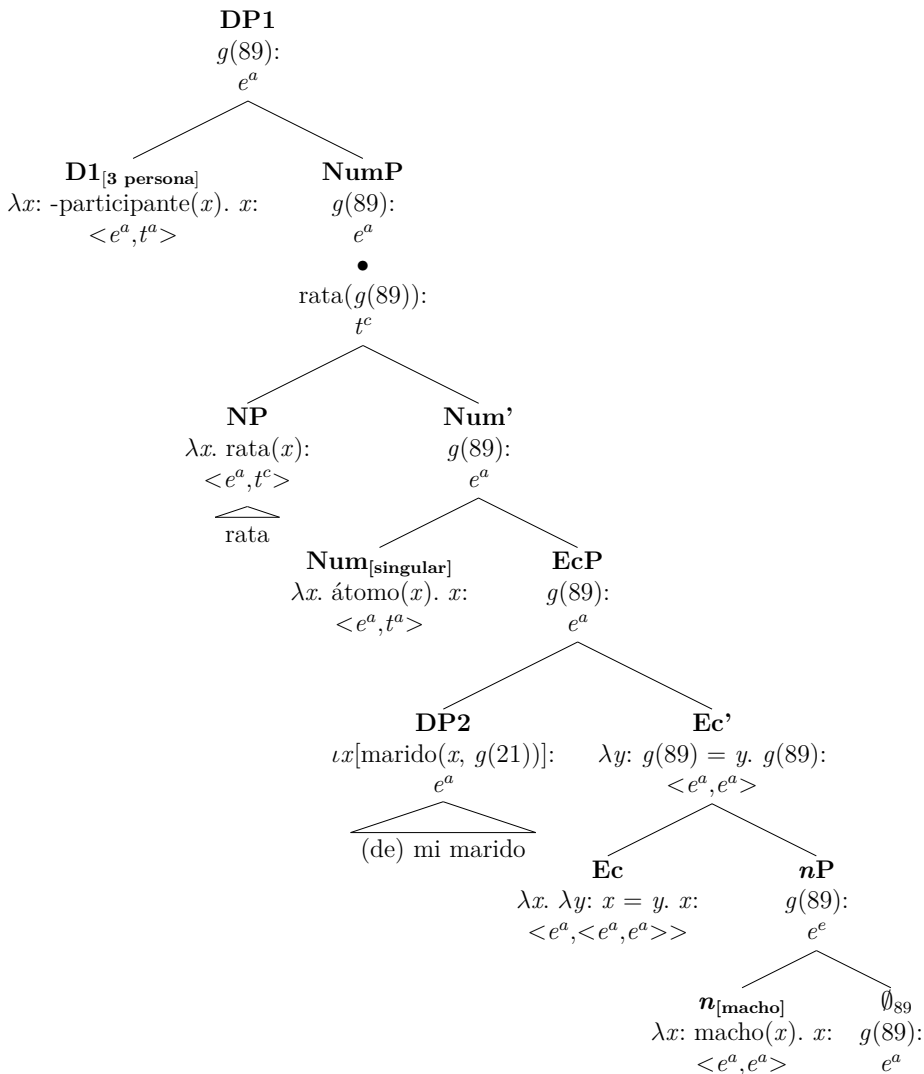 DP1
g(89):
e^a
D1[3 persona] NumP
λx: -participante(x). x: g(89):
<e^a,t^a> e^a
•
rata(g(89)):
t^c
NP Num'
λx. rata(x): g(89):
<e^a,t^c> e^a
rata
Num[singular] EcP
λx. átomo(x). x: g(89):
<e^a,t^a> e^a
DP2 Ec'
ιx[marido(x, g(21))]: λy: g(89) = y. g(89):
e^a <e^a,e^a>
(de) mi marido
Ec nP
λx. λy: x = y. x: g(89):
<e^a,<e^a,e^a>> e^e
n[macho] ∅89
λx: macho(x). x: g(89):
<e^a,e^a> e^a